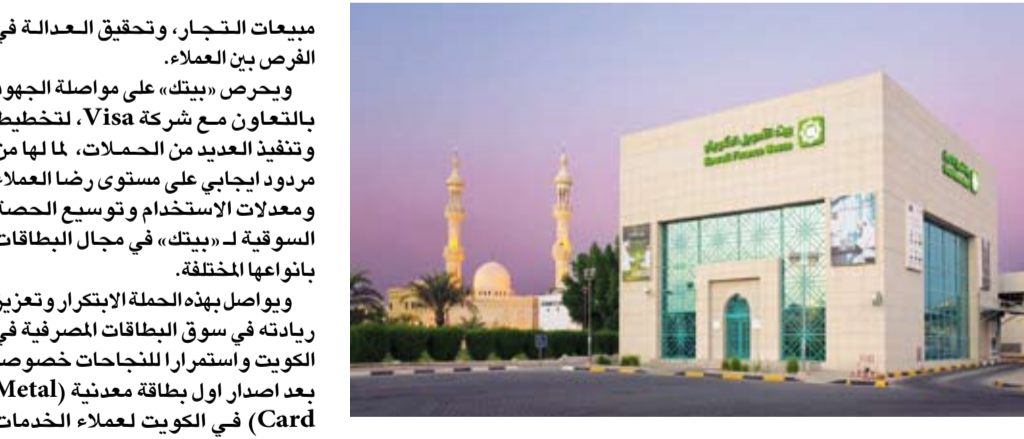 مبيعات التجار، وتحقيق العدالة في
الفرص بين العملاء.
ويحرص «بيتك» على مواصلة الجهود
بالتعاون مع شركة Visa، لتخطيط
وتنفيذ العديد من الحملات، لما لها من
مردود ايجابي على مستوى رضا العملاء
ومعدلات الاستخدام وتوسيع الحصة
السوقية لـ«بيتك» في مجال البطاقات
بانواعها المختلفة.
ويواصل بهذه الحملة الابتكرار وتعزيز
ريادته في سوق البطاقات المصرفية في
الكويت واستمرارا للنجاحات خصوصا
بعد اصدار اول بطاقة معدنية (Metal
Card) في الكويت لعملاء الخدمات
بيت التمويل الكويتي
Kuwait Finance House